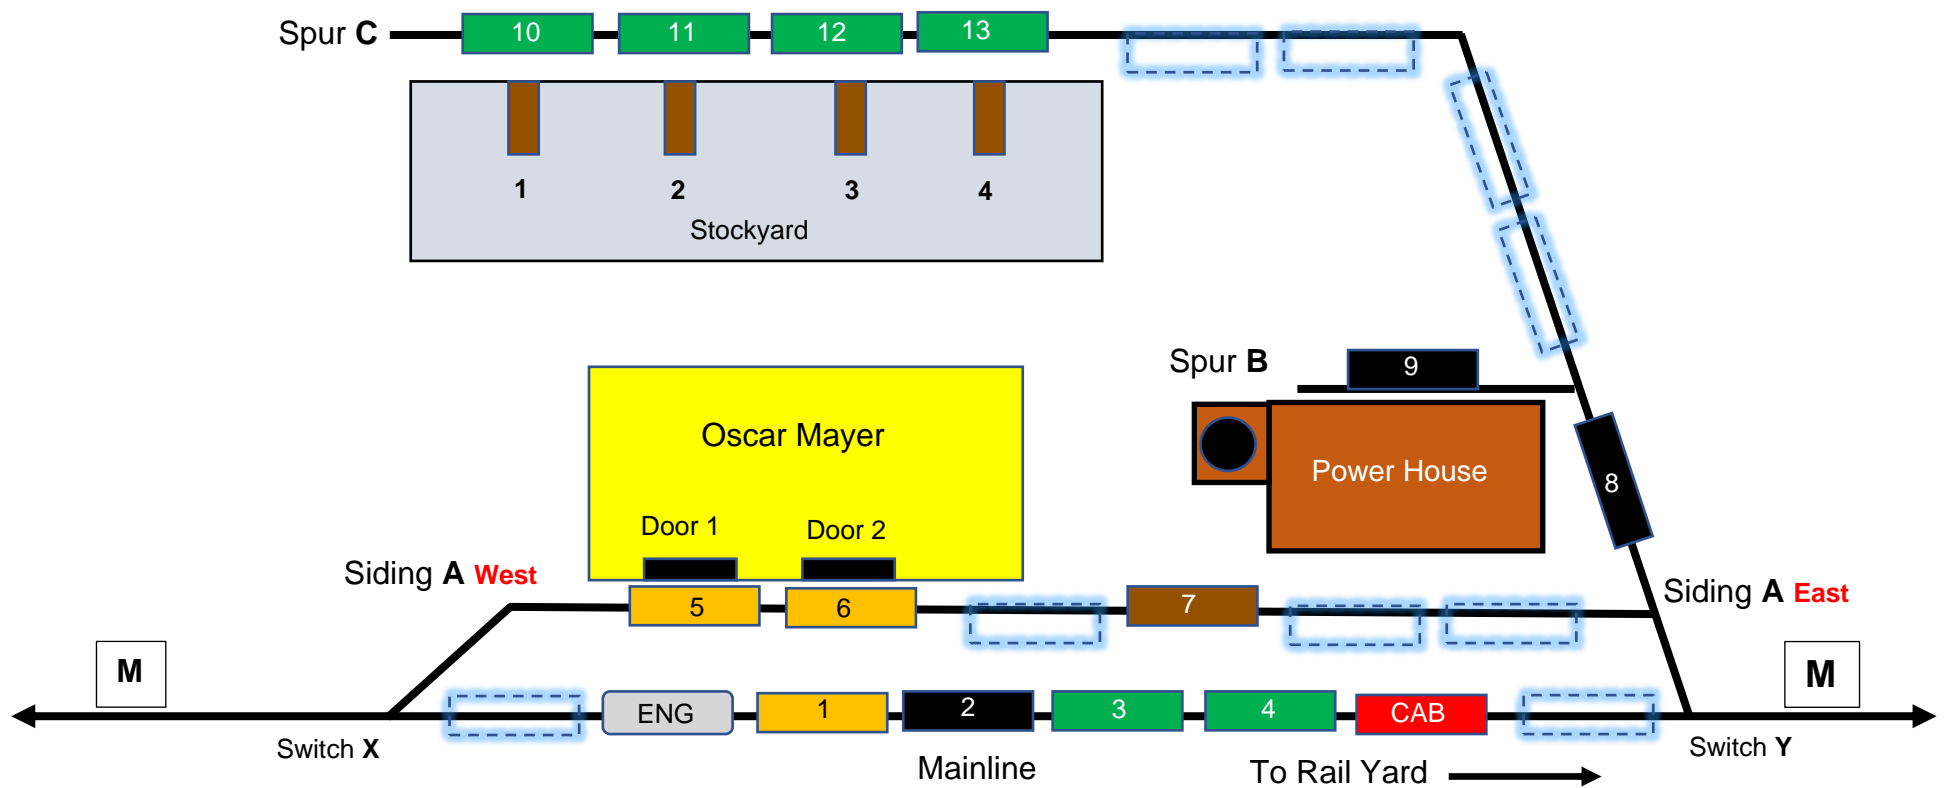 Spur C
10
11
12
13
1
2
3
4
Stockyard
Spur B
9
Oscar Mayer
Power House
8
Door 1
Door 2
Siding A West
5
6
7
Siding A East
M
M
ENG
1
2
3
4
CAB
Switch X
Switch Y
Mainline
To Rail Yard